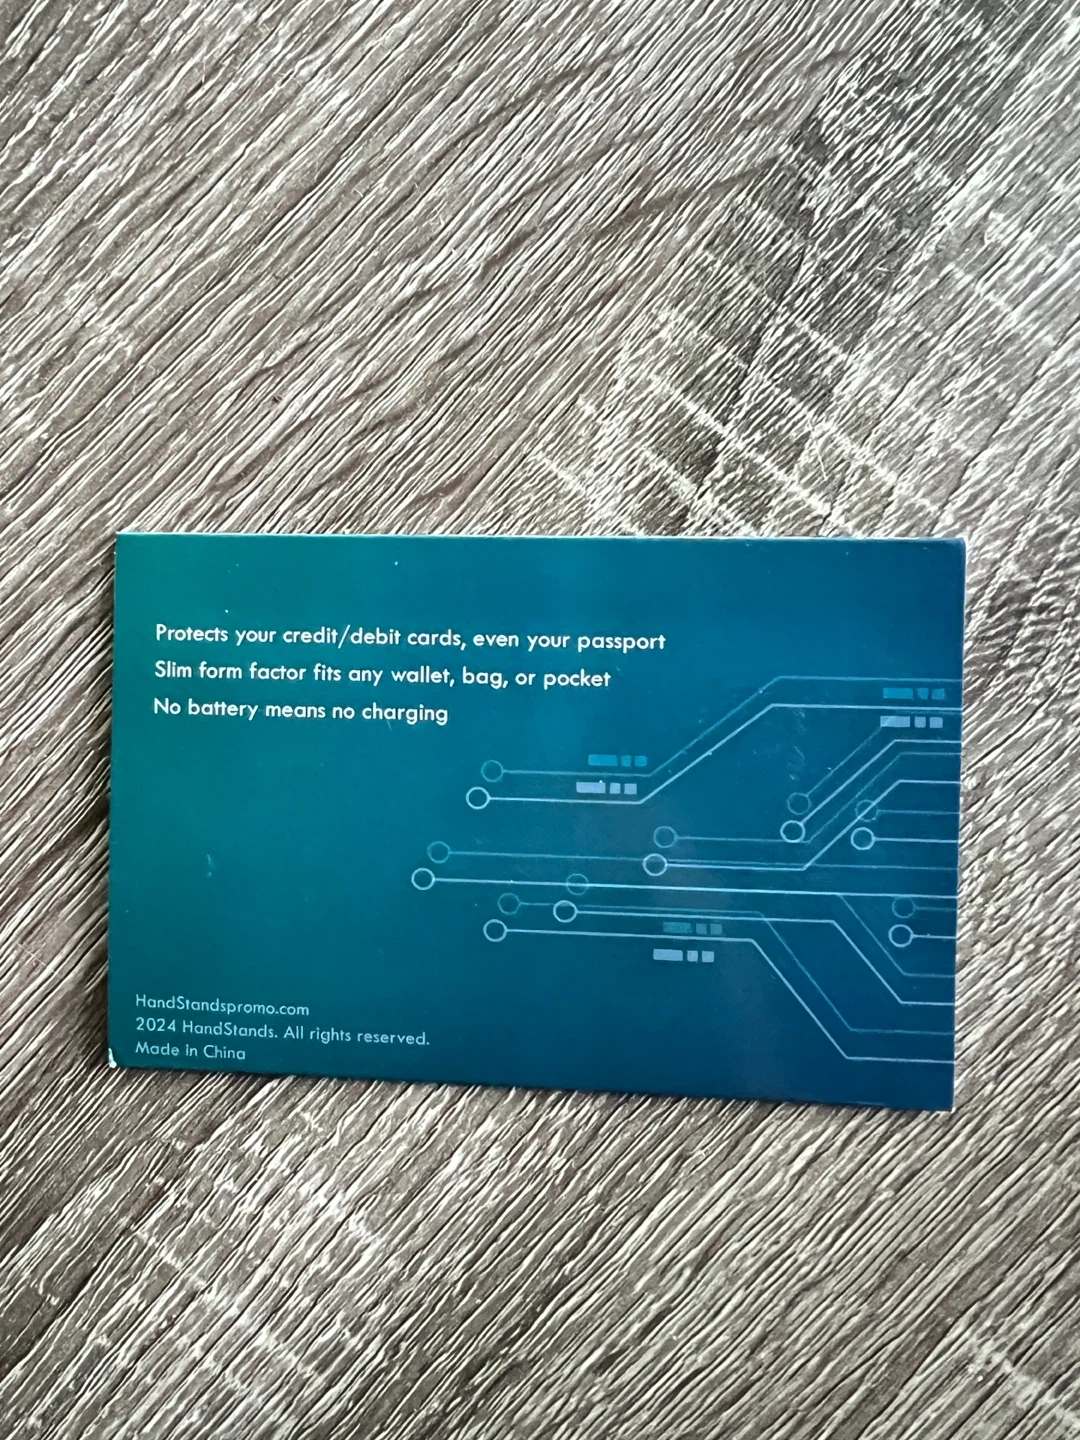 Protects your credit/debit cards, even your passport
Slim form factor fits any wallet, bag, or pocket
No battery means no charging
HandStandspromo.com
2024 HandStands. All rights reserved.
Made in China